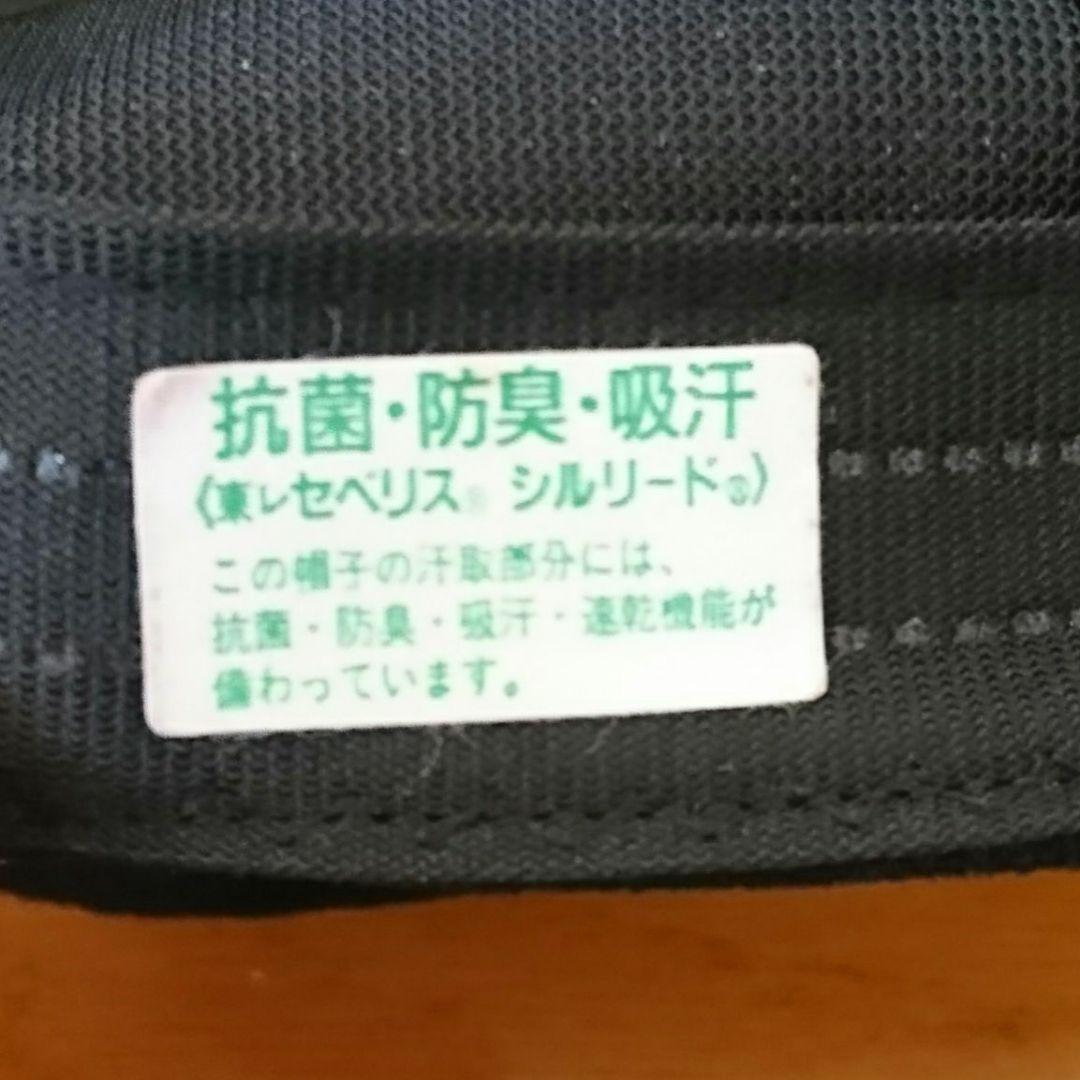 抗菌・防臭・吸汗
〈東レセベリス® シルリード®〉
この帽子の汗取部分には、
抗菌・防臭・吸汗・速乾機能が
備わっています。